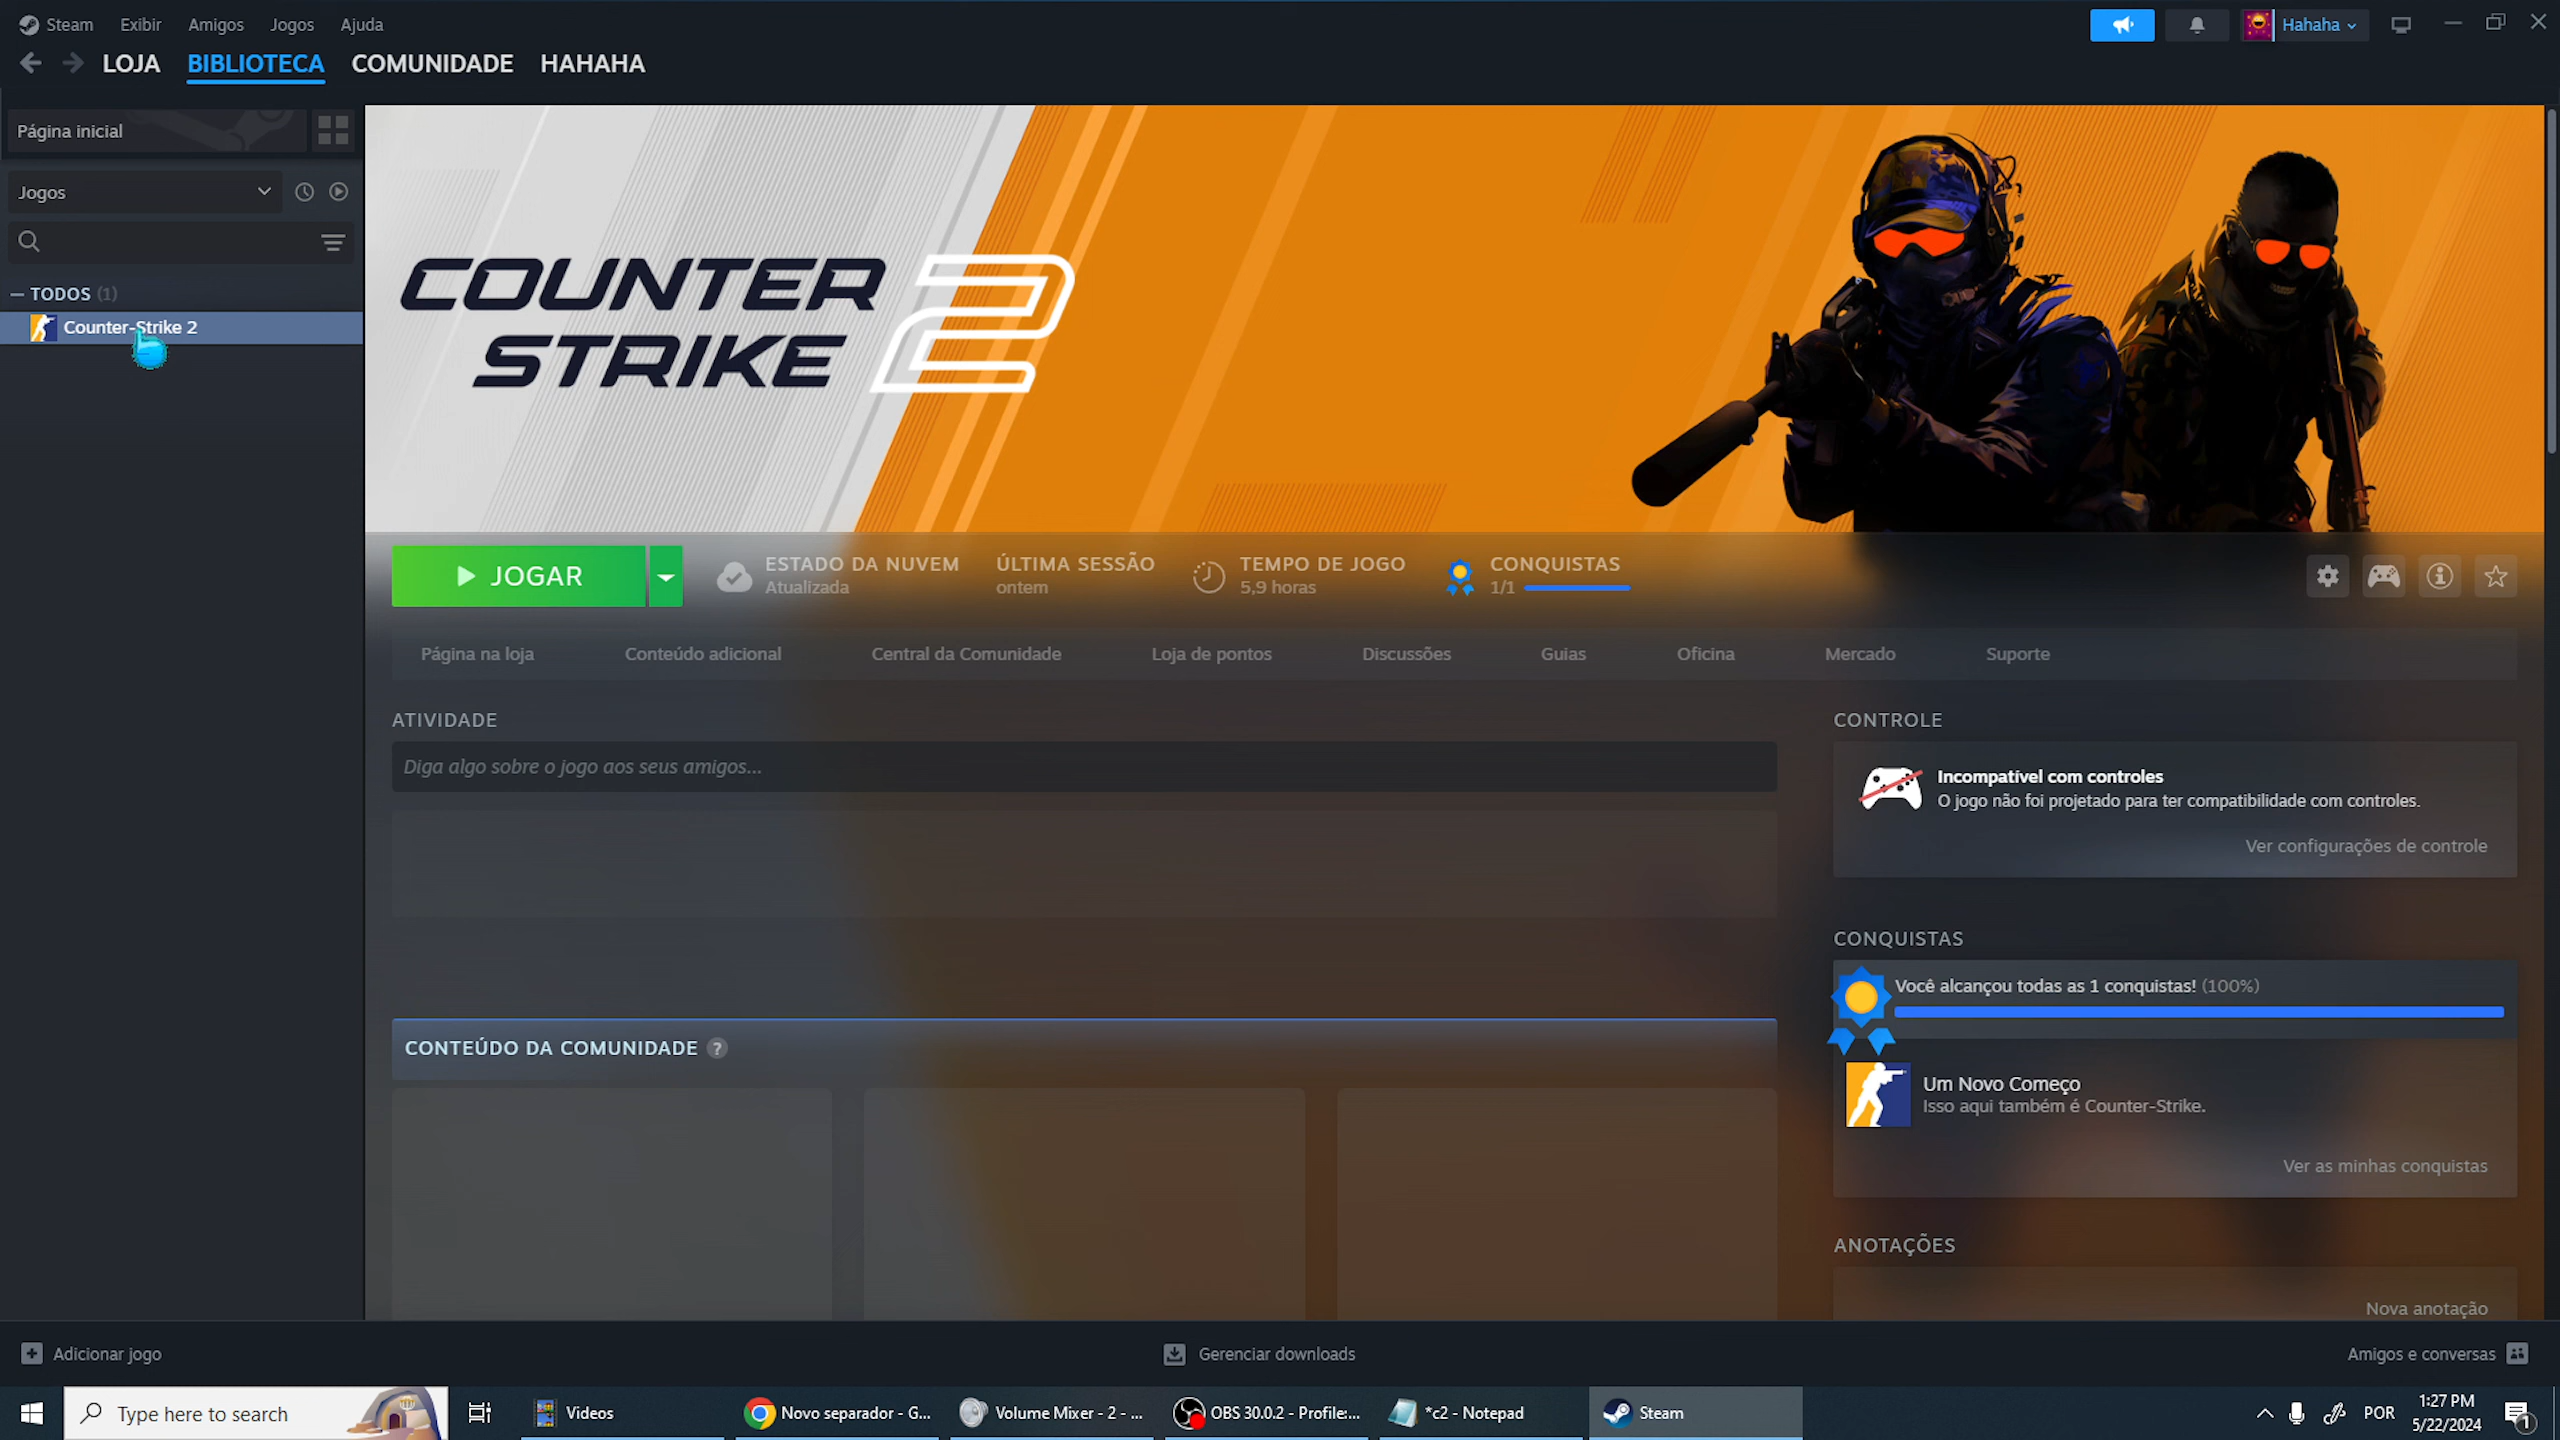 Steam Exibir Amigos Jogos Ajuda
Hahaha
LOJA BIBLIOTECA COMUNIDADE HAHAHA
Página inicial
Jogos
TODOS (1)
Counter-Strike 2
COUNTER
STRIKE 2
JOGAR
ESTADO DA NUVEM
Atualizada
ÚLTIMA SESSÃO
ontem
TEMPO DE JOGO
5,9 horas
CONQUISTAS
1/1
Página na loja Conteúdo adicional Central da Comunidade Loja de pontos Discussões Guias Oficina Mercado Suporte
ATIVIDADE
Diga algo sobre o jogo aos seus amigos...
CONTEÚDO DA COMUNIDADE ?
CONTROLE
Incompatível com controles
O jogo não foi projetado para ter compatibilidade com controles.
Ver configurações de controle
CONQUISTAS
Você alcançou todas as 1 conquistas! (100%)
Um Novo Começo
Isso aqui também é Counter-Strike.
Ver as minhas conquistas
ANOTAÇÕES
Nova anotação
Adicionar jogo
Gerenciar downloads
Amigos e conversas
Type here to search
Videos
Novo separador - G...
Volume Mixer - 2 - ...
OBS 30.0.2 - Profile:...
*c2 - Notepad
Steam
POR
1:27 PM
5/22/2024
1